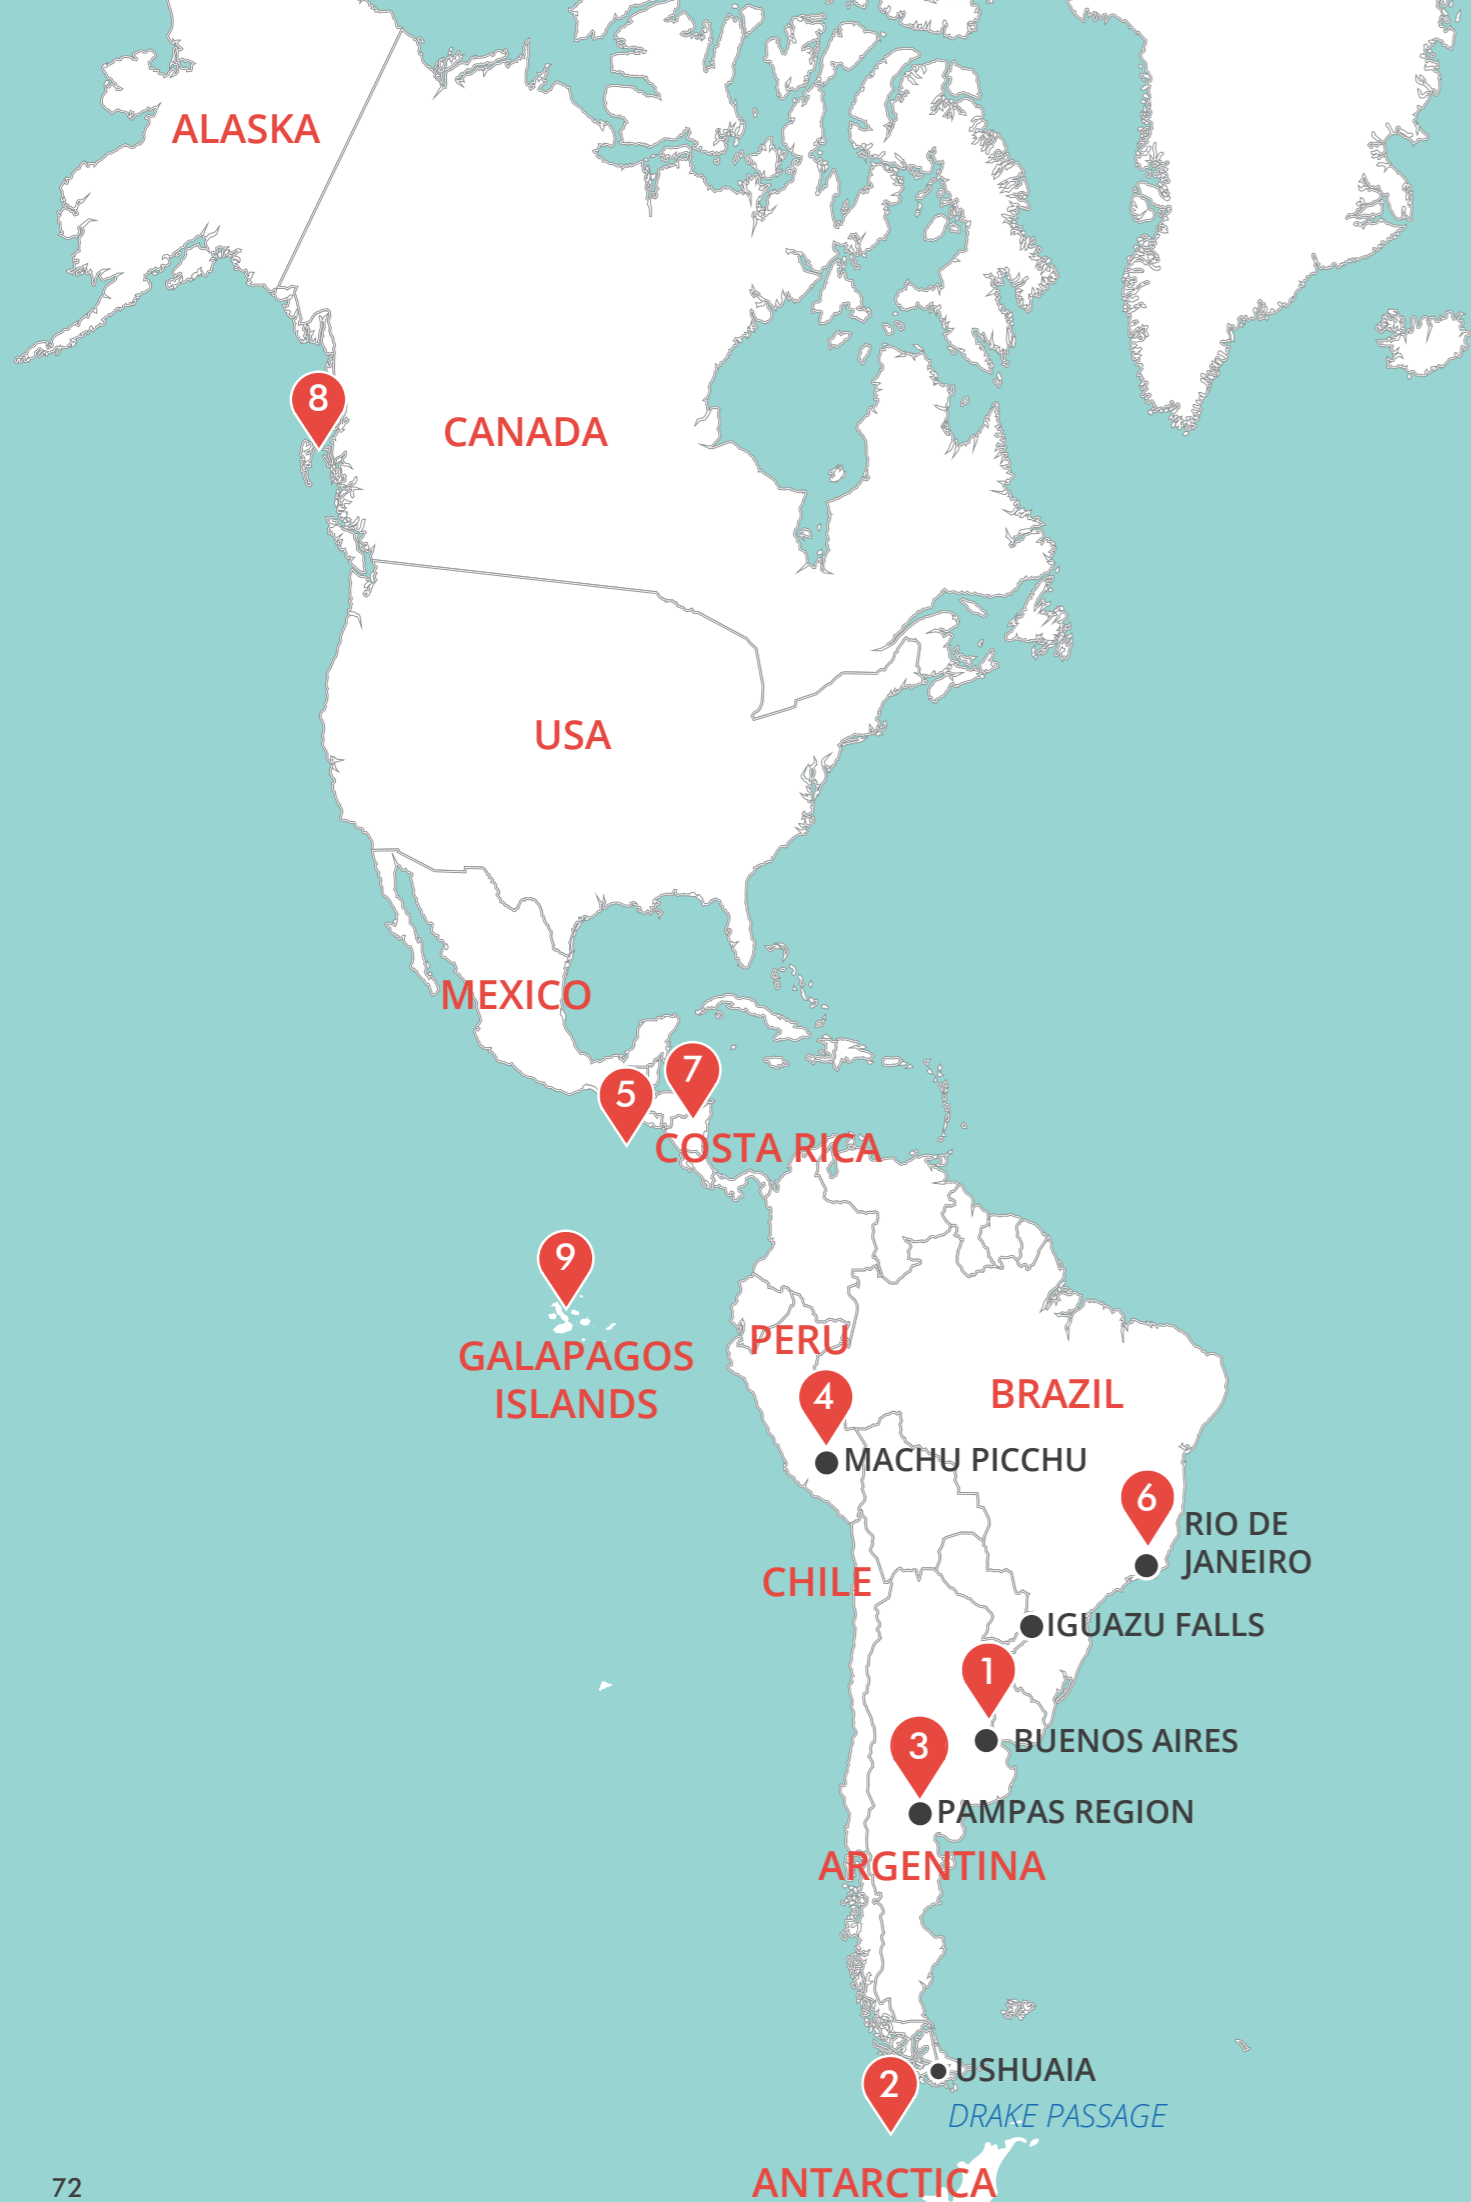 ALASKA
8
CANADA
USA
MEXICO
7
5
COSTA RICA
9
GALAPAGOS
ISLANDS
PERU
4
BRAZIL
MACHU PICCHU
6
RIO DE
JANEIRO
CHILE
IGUAZU FALLS
1
BUENOS AIRES
3
PAMPAS REGION
ARGENTINA
USHUAIA
2
DRAKE PASSAGE
ANTARCTICA
72